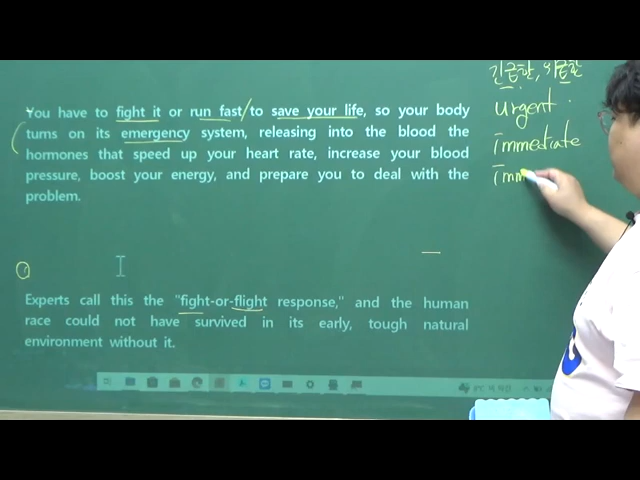 긴급한, 위급한
urgent
immediate
imm
You have to fight it or run fast/to save your life, so your body
turns on its emergency system, releasing into the blood the
hormones that speed up your heart rate, increase your blood
pressure, boost your energy, and prepare you to deal with the
problem.
Experts call this the "fight-or-flight response," and the human
race could not have survived in its early, tough natural
environment without it.